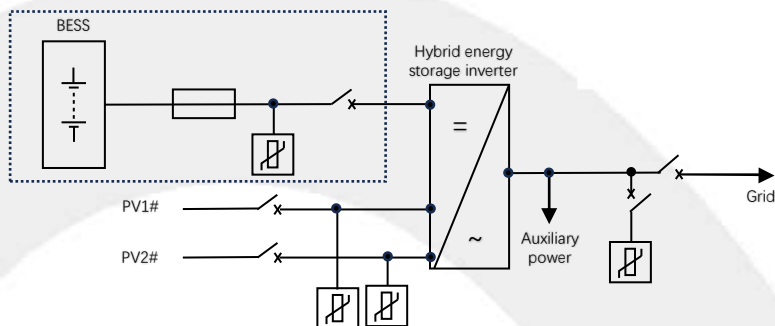 BESS
Hybrid energy
storage inverter
=
~
PV1#
PV2#
Auxiliary
power
Grid